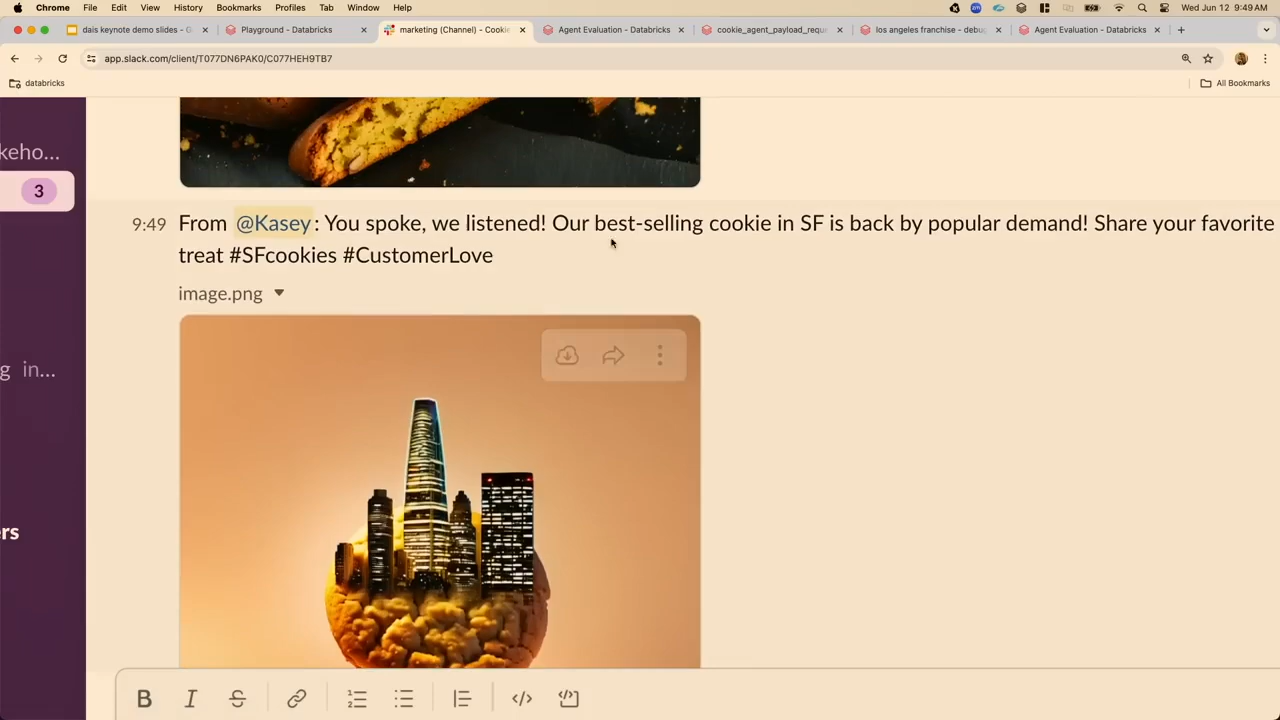 Chrome File Edit View History Bookmarks Profiles Tab Window Help
Wed Jun 12 9:49 AM
dais keynote demo slides - G
Playground - Databricks
marketing (Channel) - Cookie
Agent Evaluation - Databricks
cookie_agent_payload_requ
los angeles franchise - debug
Agent Evaluation - Databricks
app.slack.com/client/T077DN6PAK0/C077HEH9TB7
databricks
All Bookmarks
keho...
3
9:49 From @Kasey: You spoke, we listened! Our best-selling cookie in SF is back by popular demand! Share your favorite
treat #SFcookies #CustomerLove
image.png
g in...
ers
B I S